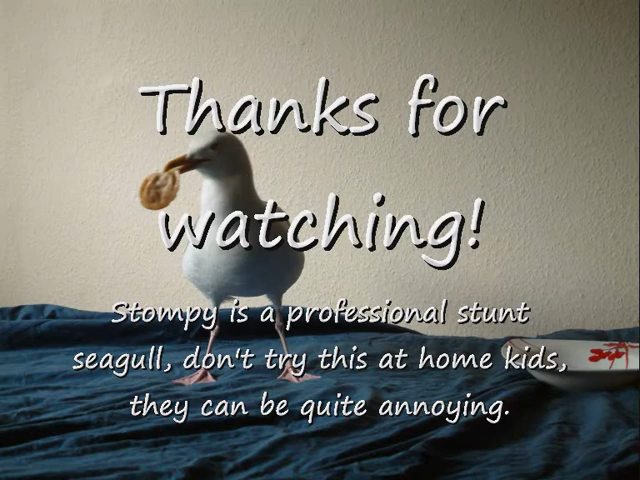 Thanks for
watching!
Stompy is a professional stunt
seagull, don't try this at home kids,
they can be quite annoying.